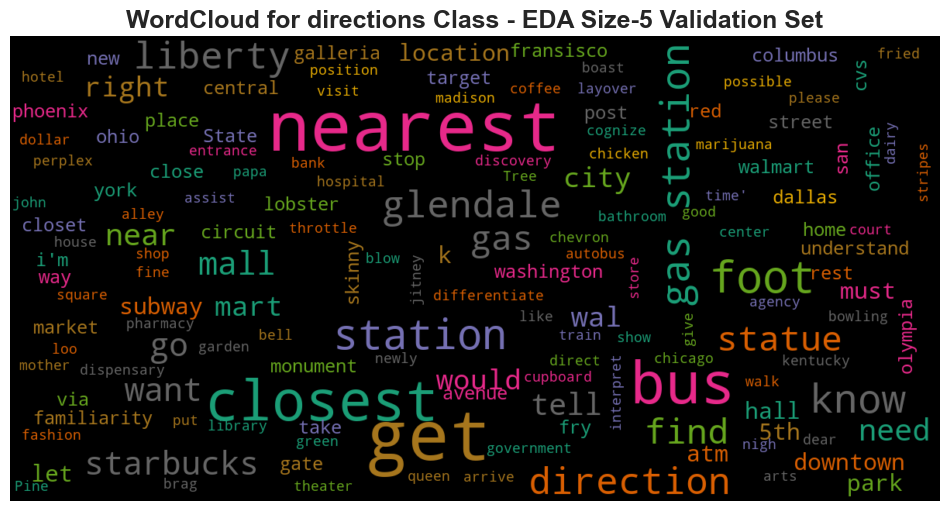 WordCloud for directions Class - EDA Size-5 Validation Set
new
liberty
galleria
location
fransisco
columbus
fried
hotel
right
central
position
visit
target
madison
coffee
boast
layover
gas station
possible
please
cvs
phoenix
place
nearest
post
cognize
red
street
dollar
ohio
State
entrance
bank
stop
discovery
chicken
marijuana
walmart
san
office
dairy
stripes
perplex
close
papa
hospital
Tree
city
john
york
assist
lobster
glendale
bathroom
good
time'
dallas
closet
alley
near
circuit
throttle
gas
chevron
autobus
center
home
court
house
shop
i'm
fine
mall
skinny
blow
k
jitney
washington
store
foot
understand
rest
way
square
subway
mart
differentiate
agency
must
olympia
market
pharmacy
bell
station
like
wal
train
show
give
statue
bowling
loo
go
garden
newly
mother
dispensary
monument
direct
chicago
kentucky
want
closest
would
cupboard
interpret
bus
walk
know
via
familiarity
put
library
take
green
avenue
tell
fry
hall
5th
dear
need
fashion
get
government
find
nigh
atm
let
starbucks
gate
downtown
Pine
brag
theater
queen
arrive
direction
arts
park